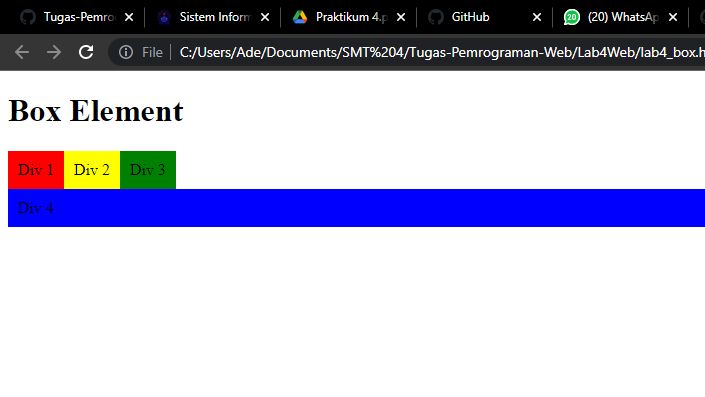 Tugas-Pemro
Sistem Inform
Praktikum 4.p
GitHub
(20) WhatsAp
20
File
C:/Users/Ade/Documents/SMT%204/Tugas-Pemrograman-Web/Lab4Web/lab4_box.h
Box Element
Div 1 Div 2 Div 3
Div 4